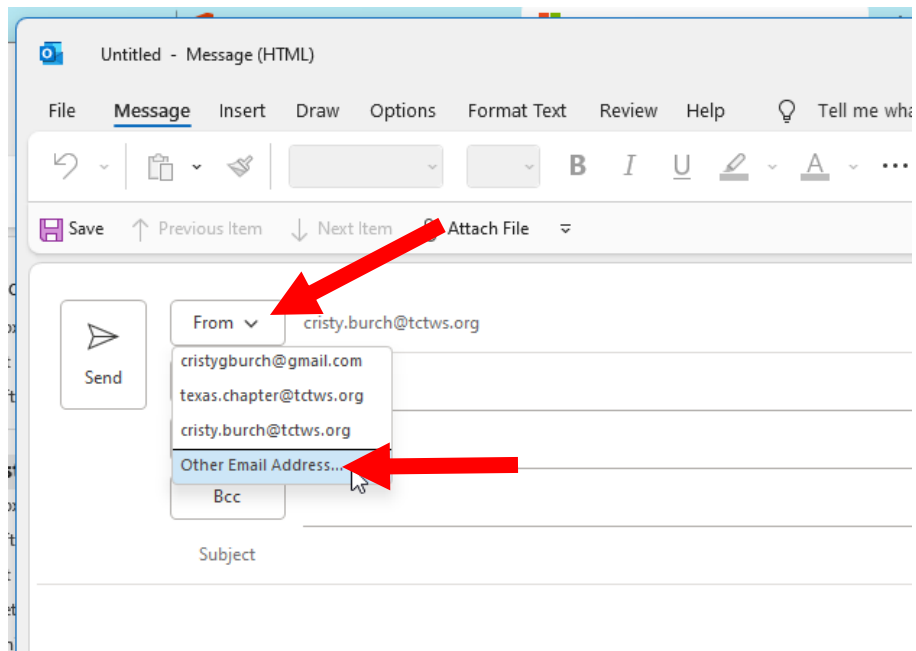 Untitled - Message (HTML)
File Message Insert Draw Options Format Text Review Help Tell me wha
B I U A ...
Save Previous Item Next Item Attach File
From cristy.burch@tctws.org
Send
cristygburch@gmail.com
texas.chapter@tctws.org
cristy.burch@tctws.org
Other Email Address...
Bcc
Subject